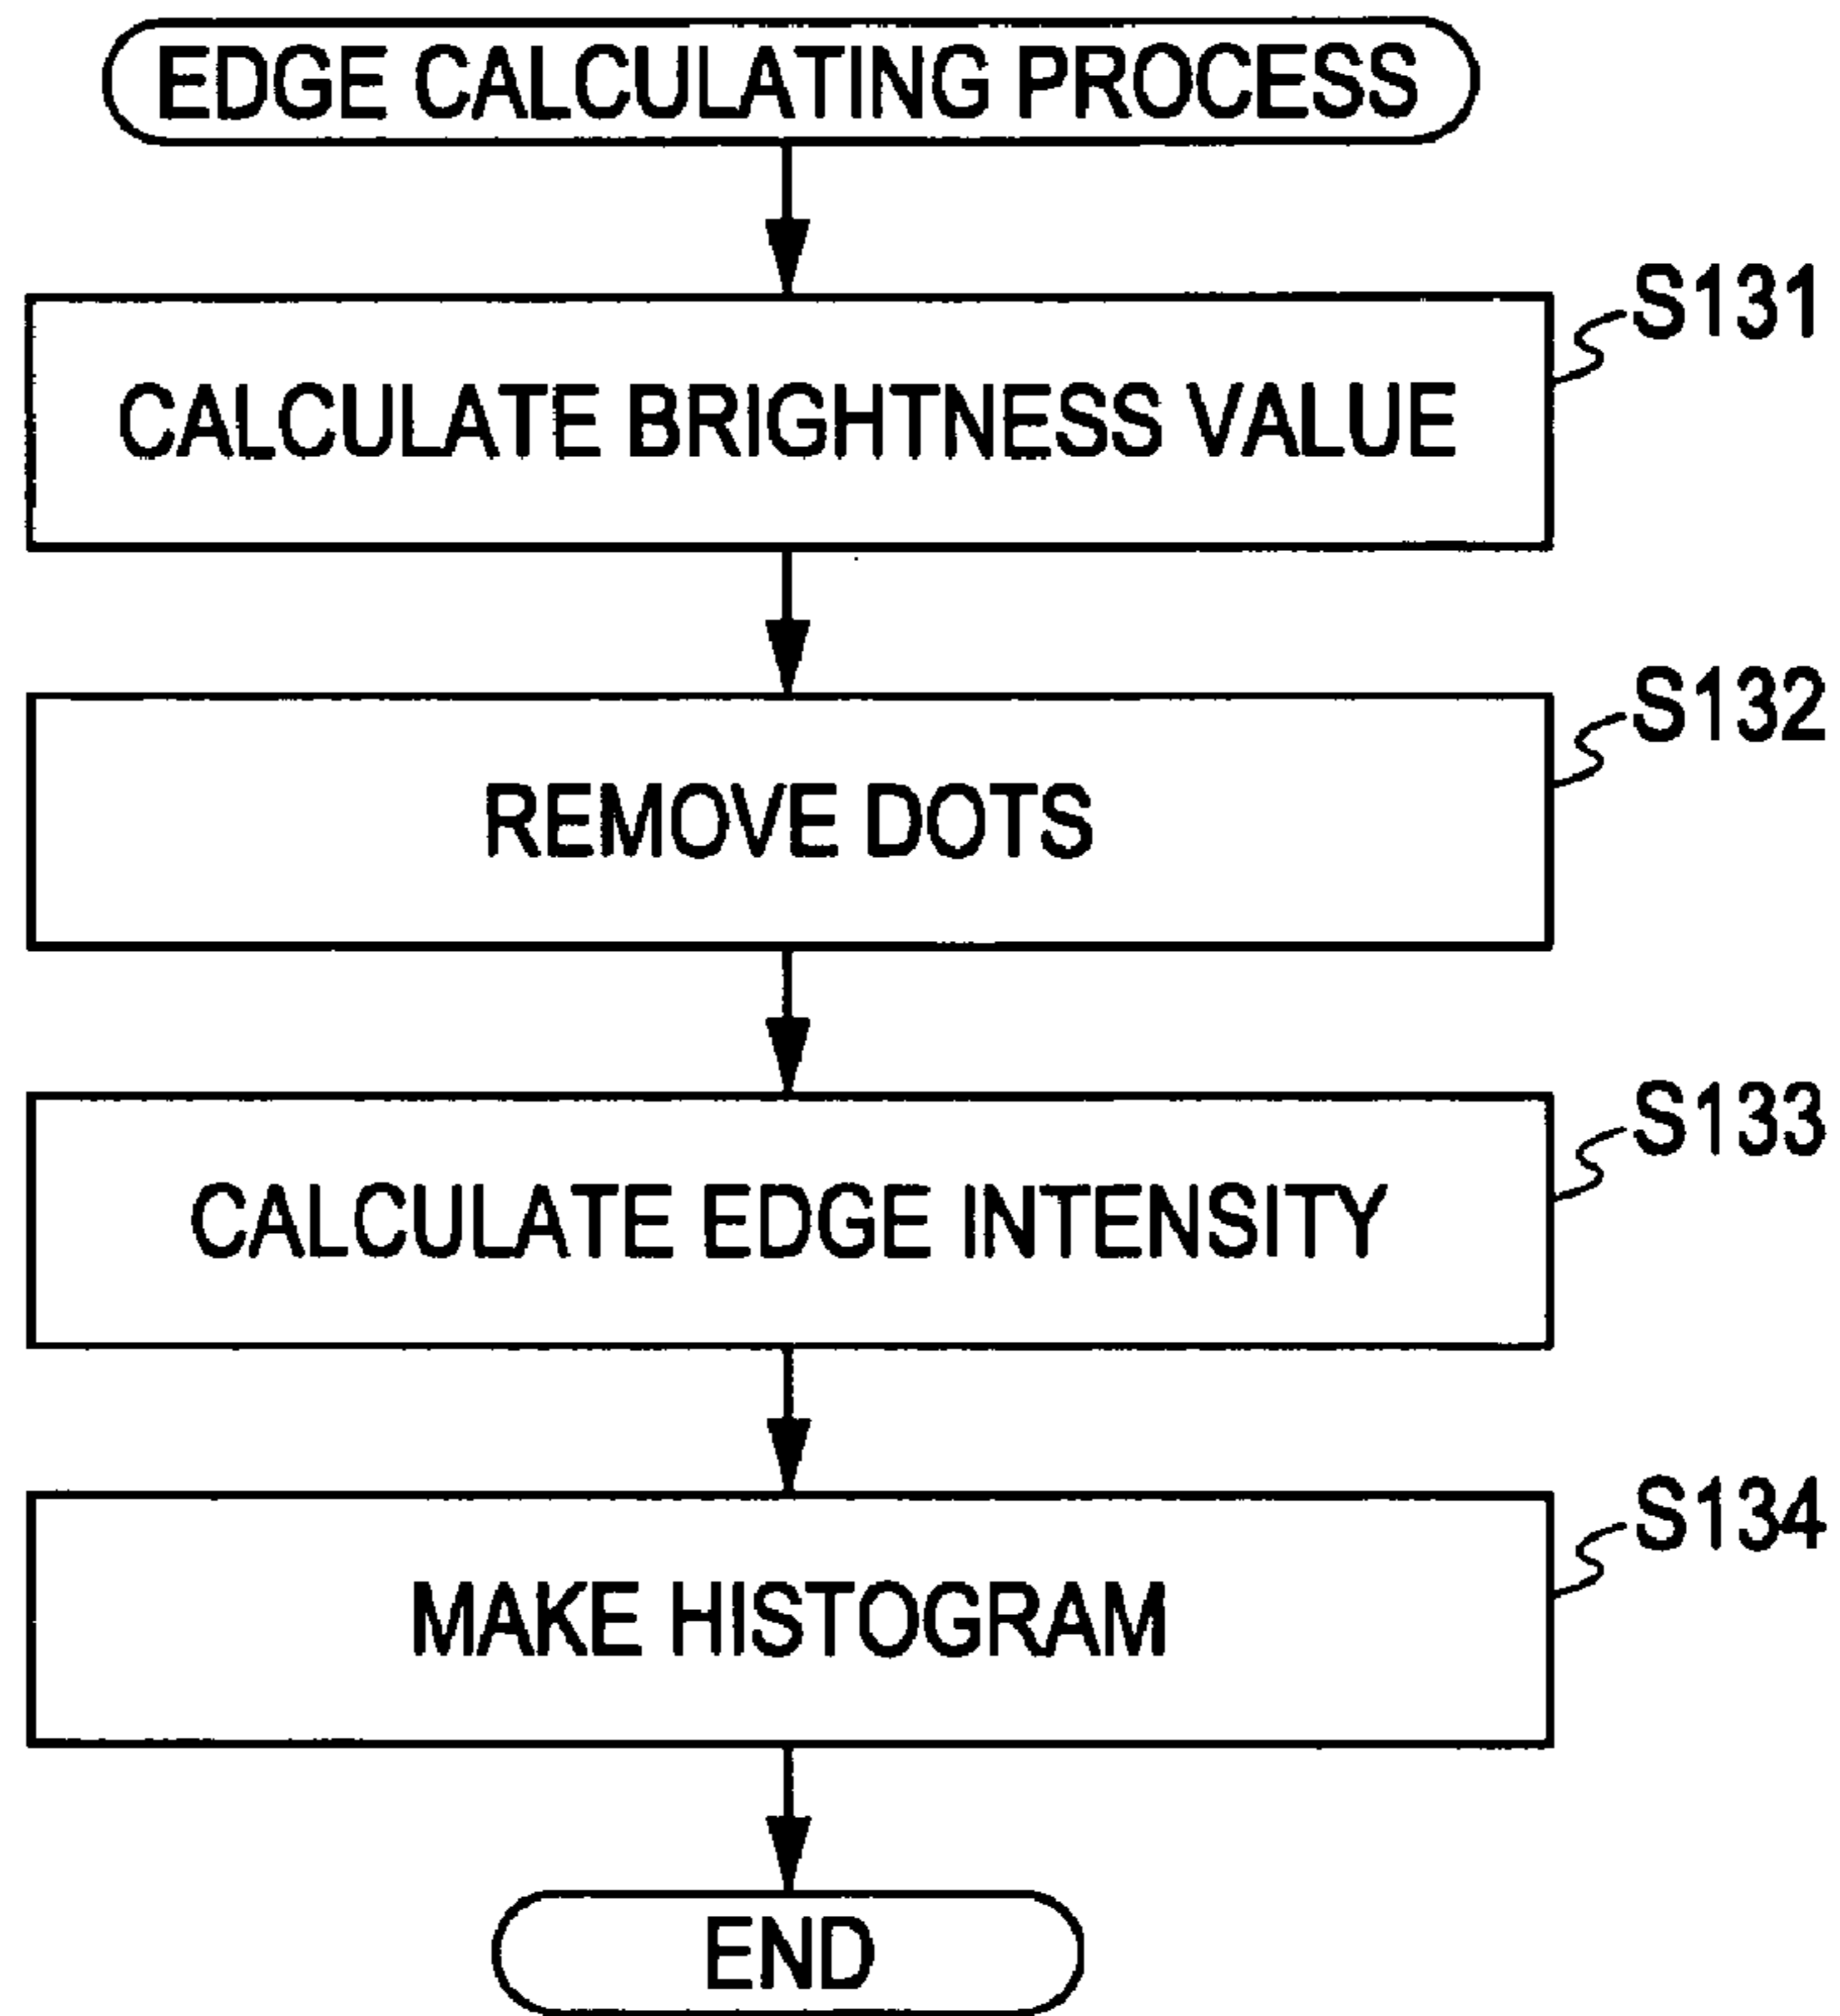 EDGE CALCULATING PROCESS
S131
CALCULATE BRIGHTNESS VALUE
S132
REMOVE DOTS
S133
CALCULATE EDGE INTENSITY
S134
MAKE HISTOGRAM
END